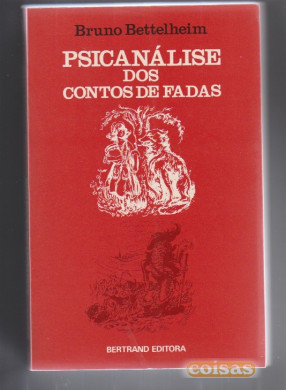 Bruno Bettelheim
PSICANÁLISE
DOS
CONTOS DE FADAS
BERTRAND EDITORA
coisas